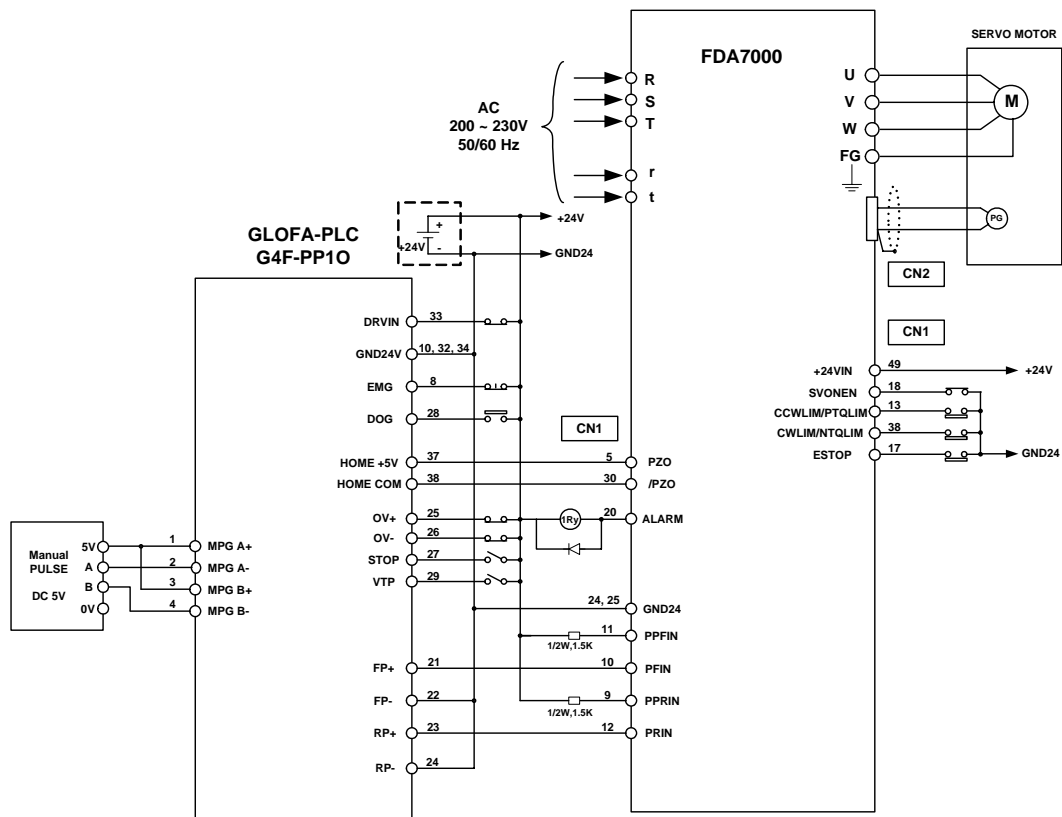 SERVO MOTOR
FDA7000
AC
200 ~ 230V
50/60 Hz
R
S
T
r
t
U
V
W
FG
M
PG
CN2
+
+24V
-
+24V
GND24
GLOFA-PLC
G4F-PP1O
DRVIN 33
GND24V 10, 32, 34
EMG 8
DOG 28
CN1
HOME +5V 37 5 PZO
HOME COM 38 30 /PZO
OV+ 25 1Ry 20 ALARM
OV- 26
STOP 27
VTP 29
24, 25 GND24
11 PPFIN
1/2W,1.5K
FP+ 21 10 PFIN
FP- 22 9 PPRIN
1/2W,1.5K
RP+ 23 12 PRIN
RP- 24
CN1
+24VIN 49 +24V
SVONEN 18
CCWLIM/PTQLIM 13
CWLIM/NTQLIM 38
ESTOP 17 GND24
Manual
PULSE
DC 5V
5V 1 MPG A+
A 2 MPG A-
3 MPG B+
B 4 MPG B-
0V